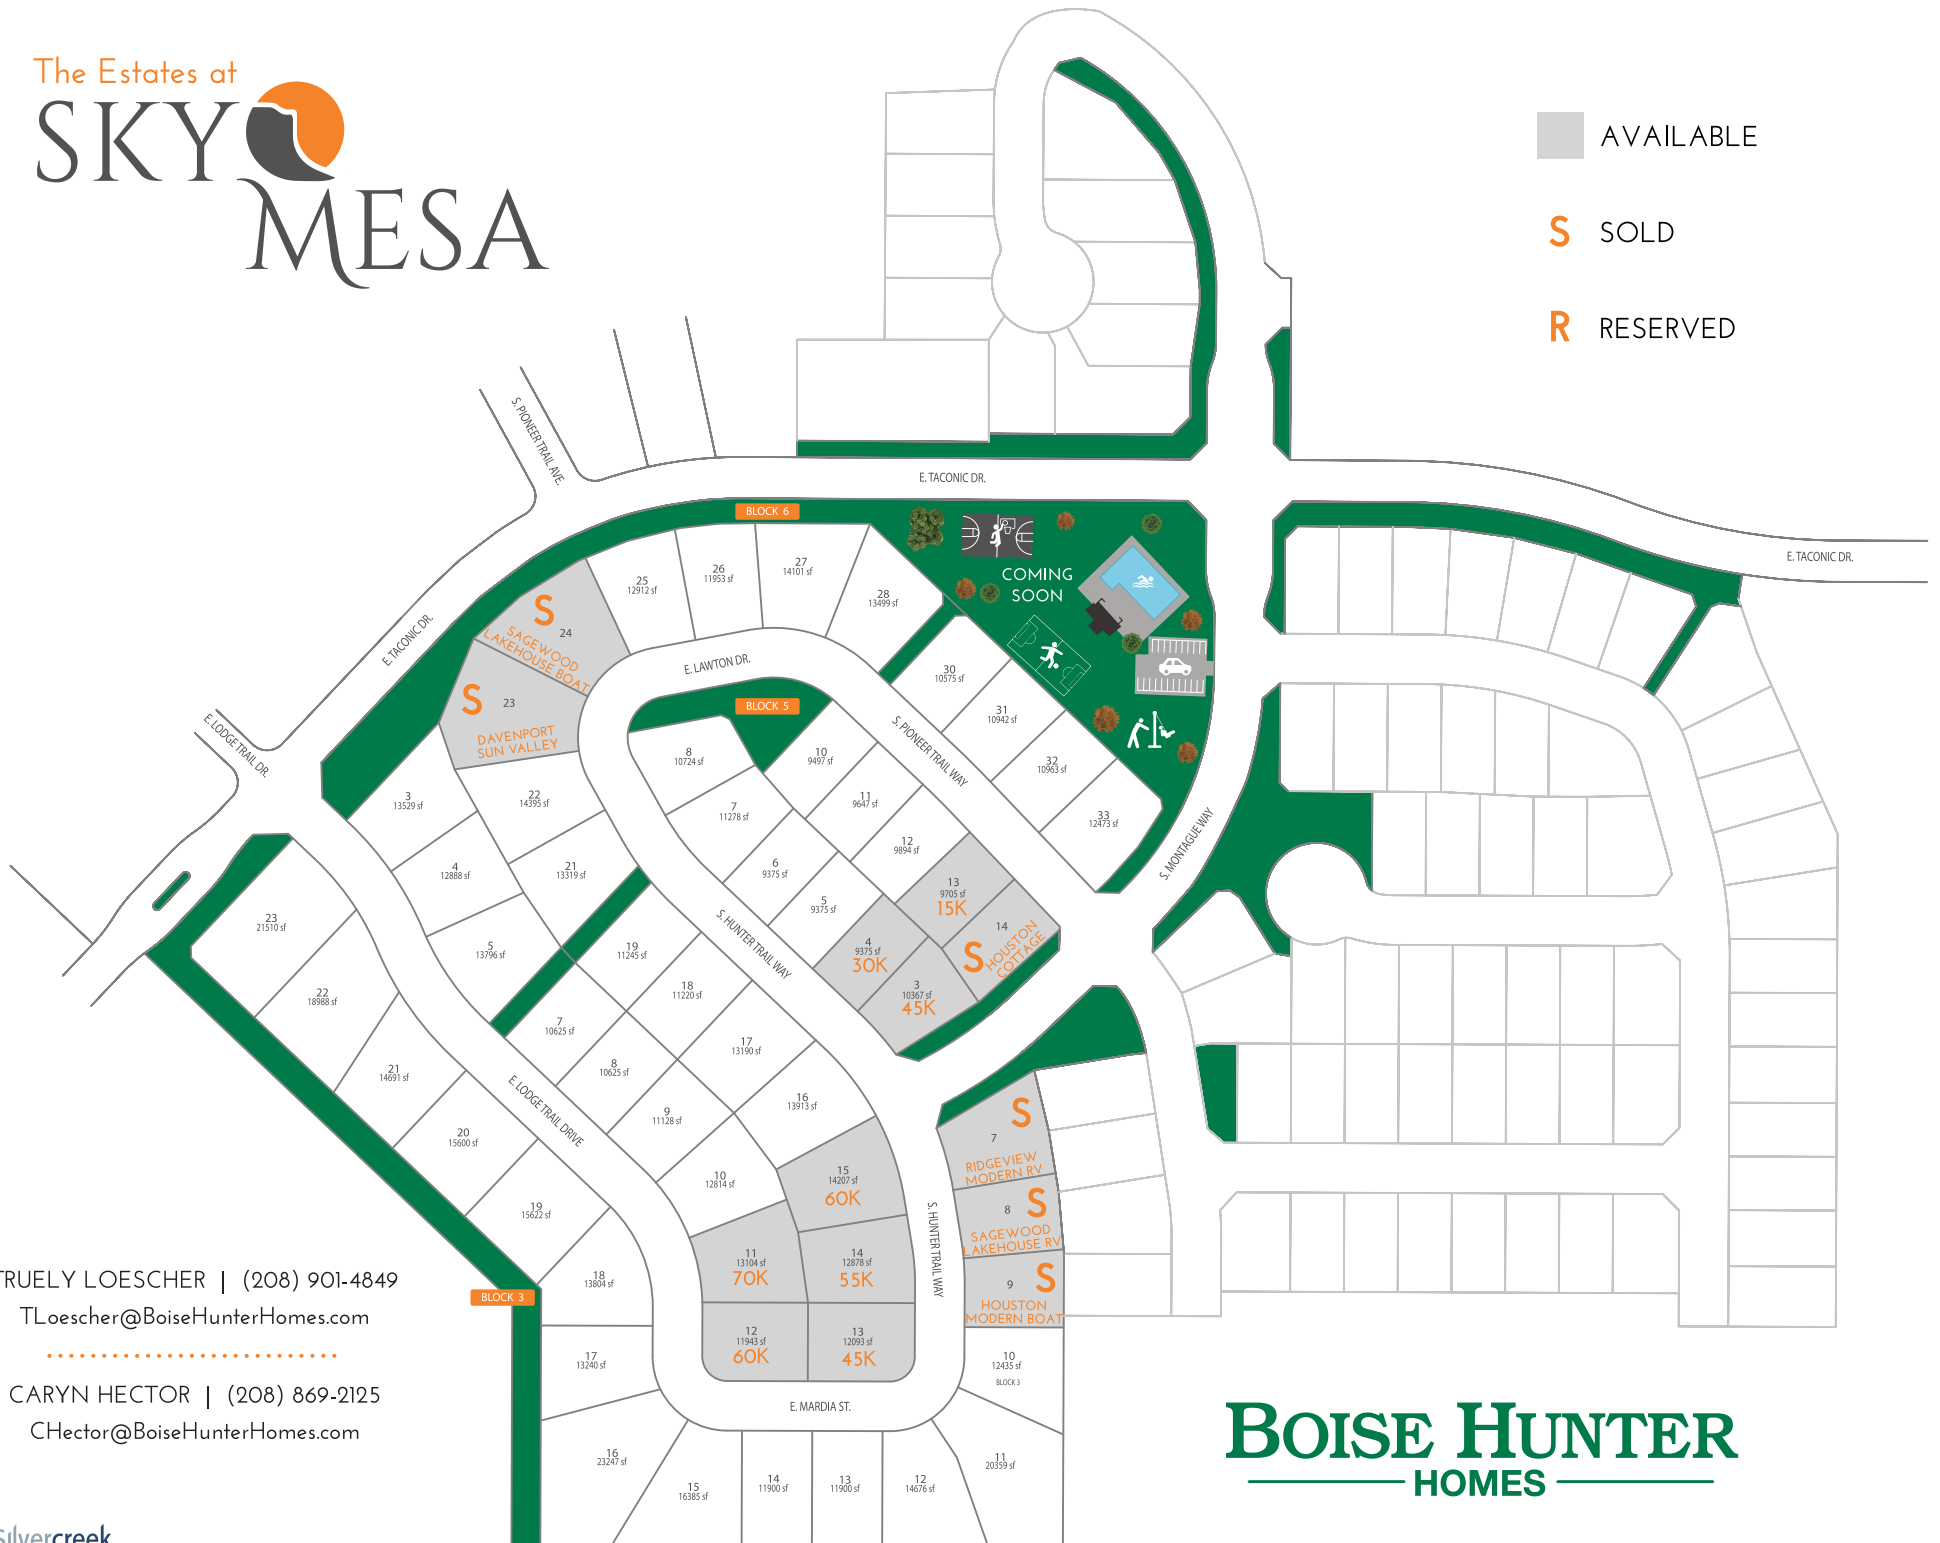 The Estates at
SKY
MESA
AVAILABLE
S SOLD
R RESERVED
S. PIONEER TRAIL AVE.
E. TACONIC DR.
BLOCK 6
E. TACONIC DR.
COMING
SOON
E. TACONIC DR.
E. LODGE TRAIL DR.
S
24
SAGEWOOD
LAKEHOUSE BOAT
S
23
DAVENPORT
SUN VALLEY
25
12912 sf
26
11953 sf
27
14101 sf
28
13499 sf
E. LAWTON DR.
BLOCK 5
30
10575 sf
31
10942 sf
32
10963 sf
33
12473 sf
S. PIONEER TRAIL WAY
S. MONTAGUE WAY
8
10724 sf
7
11278 sf
6
9375 sf
5
9375 sf
4
9375 sf
30K
3
10367 sf
45K
10
9497 sf
11
9647 sf
12
9894 sf
13
9705 sf
15K
14
S
HOUSTON
COTTAGE
S. HUNTER TRAIL WAY
3
13529 sf
4
12888 sf
5
13796 sf
22
14395 sf
21
13319 sf
19
11245 sf
18
11220 sf
17
13190 sf
16
13913 sf
7
10625 sf
8
10625 sf
9
11128 sf
10
12814 sf
15
14207 sf
60K
11
13104 sf
70K
14
12878 sf
55K
12
11943 sf
60K
13
12093 sf
45K
E. LODGE TRAIL DRIVE
23
21510 sf
22
18988 sf
21
14691 sf
20
15600 sf
19
15622 sf
18
13804 sf
17
13240 sf
16
23247 sf
15
16385 sf
14
11900 sf
13
11900 sf
12
14676 sf
11
20359 sf
10
12435 sf
BLOCK 3
S. HUNTER TRAIL WAY
E. MARDIA ST.
S
7
RIDGEVIEW
MODERN RV
8
S
SAGEWOOD
LAKEHOUSE RV
9
S
HOUSTON
MODERN BOAT
BLOCK 3
TRUELY LOESCHER | (208) 901-4849
TLoescher@BoiseHunterHomes.com
CARYN HECTOR | (208) 869-2125
CHector@BoiseHunterHomes.com
BOISE HUNTER
HOMES
silvercreek